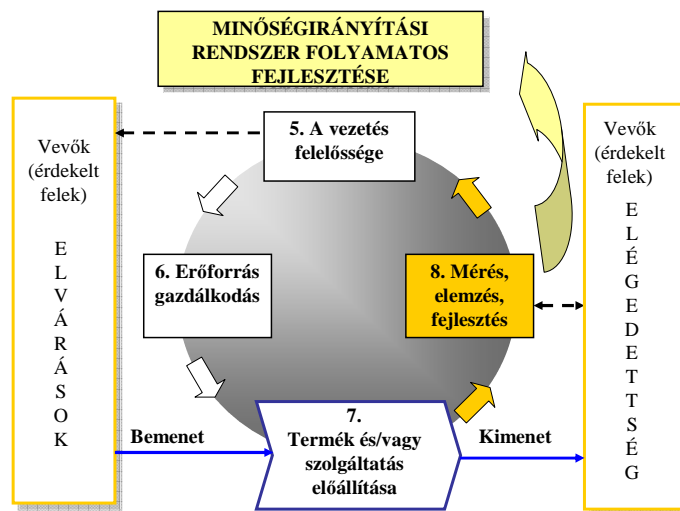 MINŐSÉGIRÁNYÍTÁSI
RENDSZER FOLYAMATOS
FEJLESZTÉSE
Vevők
(érdekelt
felek)
E
L
V
Á
R
Á
S
O
K
5. A vezetés
felelőssége
6. Erőforrás
gazdálkodás
8. Mérés,
elemzés,
fejlesztés
Bemenet
7.
Termék és/vagy
szolgáltatás
előállítása
Kimenet
Vevők
(érdekelt
felek)
E
L
É
G
E
D
E
T
T
S
É
G